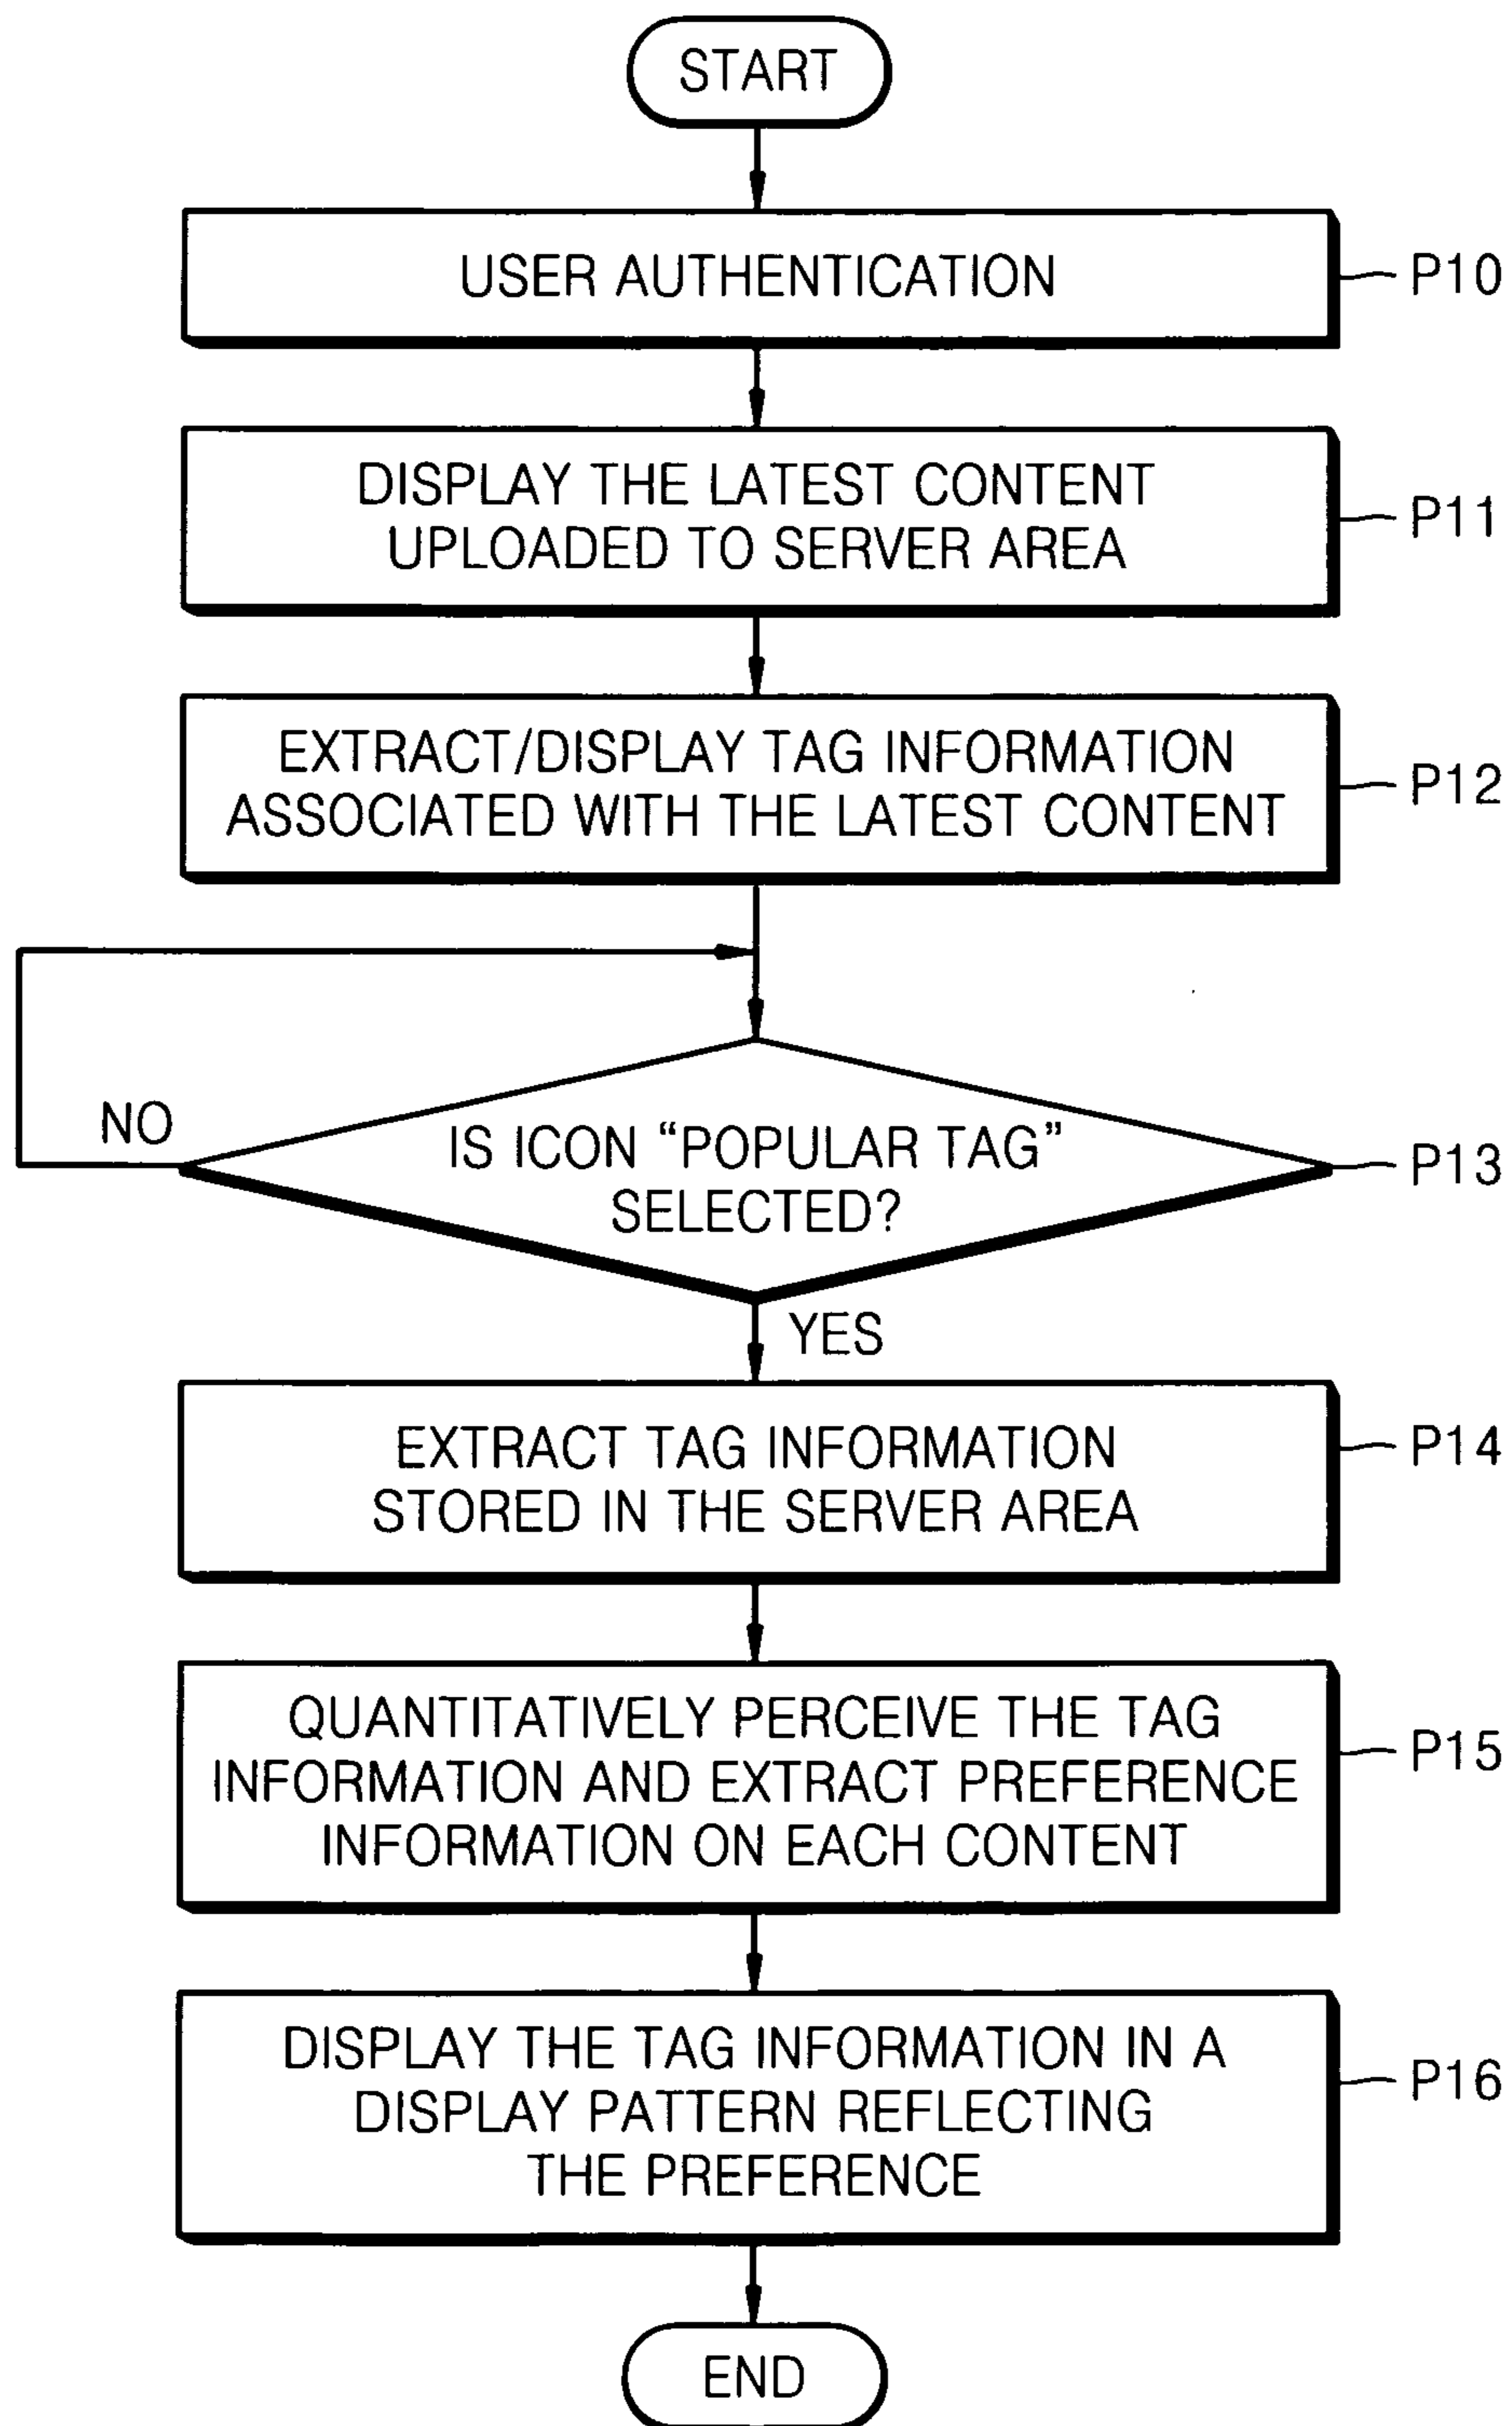 START
USER AUTHENTICATION
P10
DISPLAY THE LATEST CONTENT
UPLOADED TO SERVER AREA
P11
EXTRACT/DISPLAY TAG INFORMATION
ASSOCIATED WITH THE LATEST CONTENT
P12
NO
IS ICON “POPULAR TAG”
SELECTED?
P13
YES
EXTRACT TAG INFORMATION
STORED IN THE SERVER AREA
P14
QUANTITATIVELY PERCEIVE THE TAG
INFORMATION AND EXTRACT PREFERENCE
INFORMATION ON EACH CONTENT
P15
DISPLAY THE TAG INFORMATION IN A
DISPLAY PATTERN REFLECTING
THE PREFERENCE
P16
END